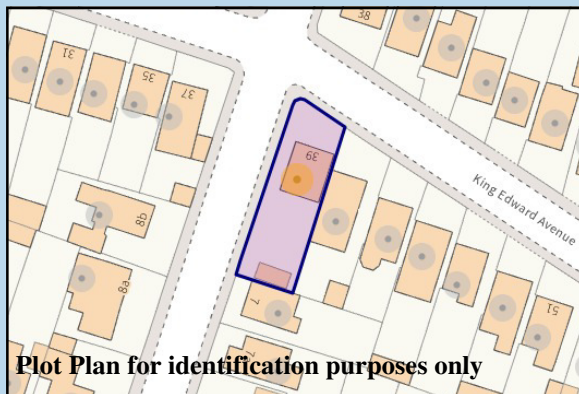 38
31
35
37
39
King Edward Avenue
8b
8a
7
51
Plot Plan for identification purposes only